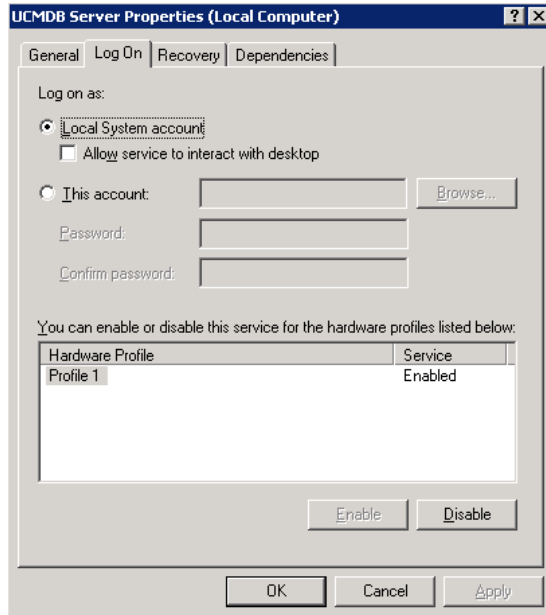 UCMDB Server Properties (Local Computer)
General Log On Recovery Dependencies
Log on as:
Local System account
Allow service to interact with desktop
This account: Browse...
Password:
Confirm password:
You can enable or disable this service for the hardware profiles listed below:
Hardware Profile Service
Profile 1 Enabled
Enable Disable
OK Cancel Apply